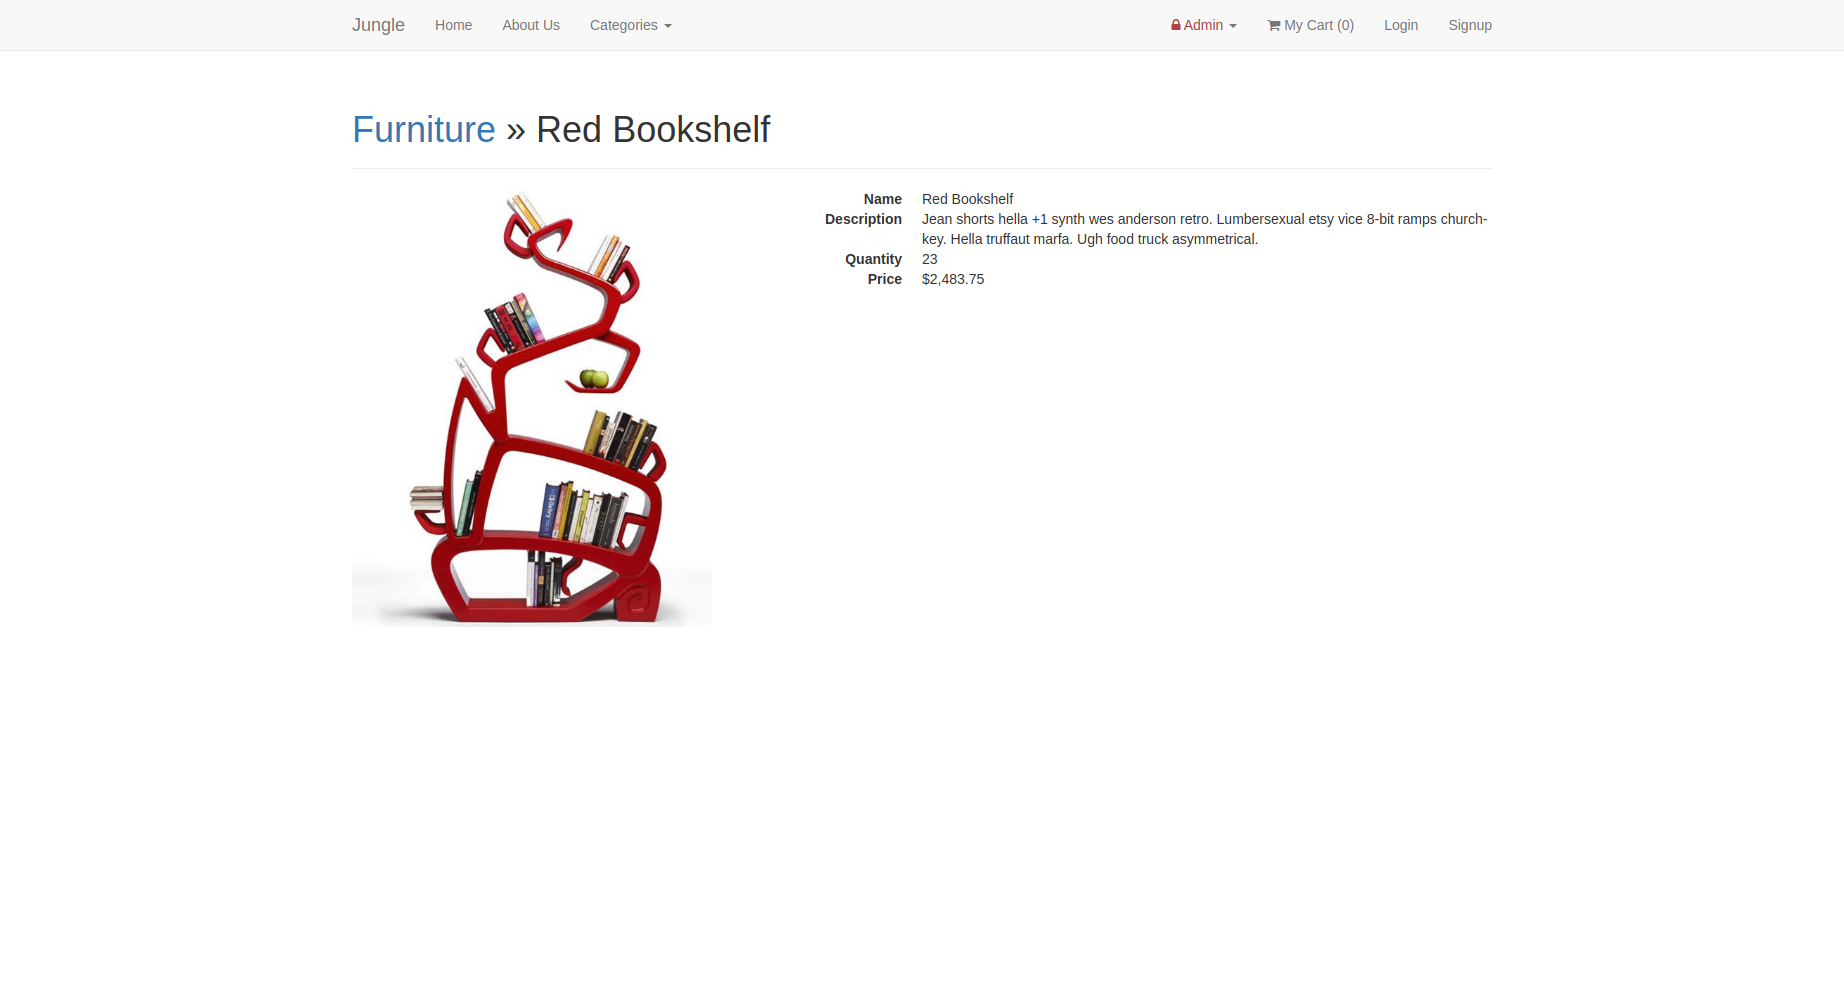 Jungle Home About Us Categories Admin My Cart (0) Login Signup
Furniture » Red Bookshelf
Name Red Bookshelf
Description Jean shorts hella +1 synth wes anderson retro. Lumbersexual etsy vice 8-bit ramps church-
key. Hella truffaut marfa. Ugh food truck asymmetrical.
Quantity 23
Price $2,483.75